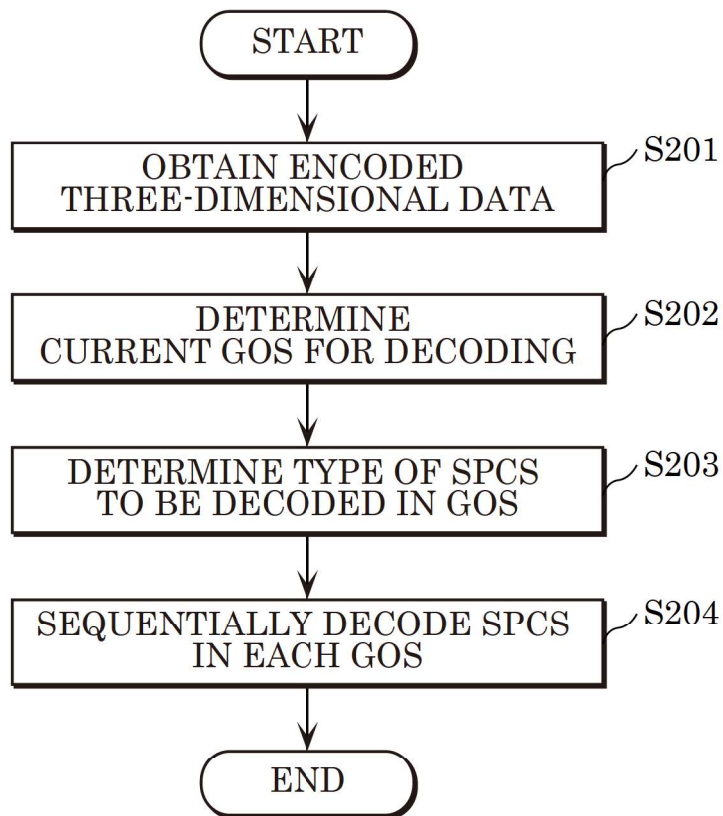 START
OBTAIN ENCODED
THREE-DIMENSIONAL DATA
S201
DETERMINE
CURRENT GOS FOR DECODING
S202
DETERMINE TYPE OF SPCS
TO BE DECODED IN GOS
S203
SEQUENTIALLY DECODE SPCS
IN EACH GOS
S204
END